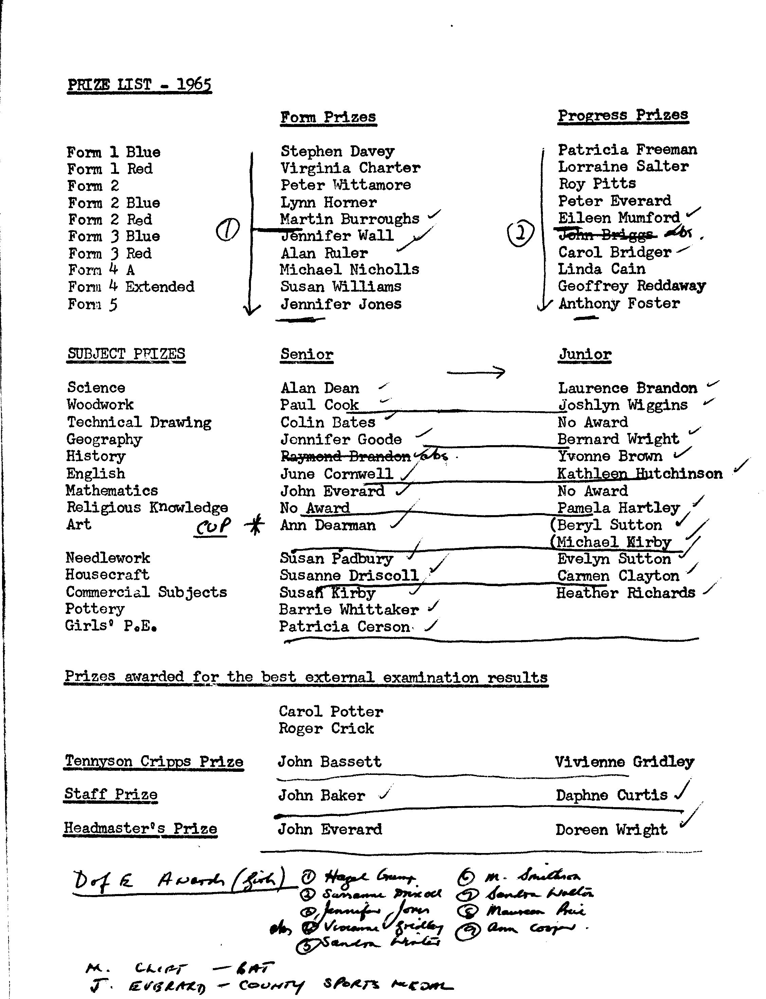 PRIZE LIST - 1965
Form Prizes Progress Prizes
Form 1 Blue Stephen Davey Patricia Freeman
Form 1 Red Virginia Charter Lorraine Salter
Form 2 Peter Wittamore Roy Pitts
Form 2 Blue Lynn Horner Peter Everard
Form 2 Red ① Martin Burroughs Eileen Mumford
Form 3 Blue Jennifer Wall ② John Briggs abs.
Form 3 Red Alan Ruler Carol Bridger
Form 4 A Michael Nicholls Linda Cain
Form 4 Extended Susan Williams Geoffrey Reddaway
Form 5 Jennifer Jones Anthony Foster
SUBJECT PRIZES Senior Junior
Science Alan Dean Laurence Brandon
Woodwork Paul Cook Joshlyn Wiggins
Technical Drawing Colin Bates No Award
Geography Jennifer Goode Bernard Wright
History Raymond Brandon abs. Yvonne Brown
English June Cornwell Kathleen Hutchinson
Mathematics John Everard No Award
Religious Knowledge No Award Pamela Hartley
Art CUP * Ann Dearman (Beryl Sutton
(Michael Kirby
Needlework Susan Padbury Evelyn Sutton
Housecraft Susanne Driscoll Carmen Clayton
Commercial Subjects Susan Kirby Heather Richards
Pottery Barrie Whittaker
Girls' P.E. Patricia Cerson
Prizes awarded for the best external examination results
Carol Potter
Roger Crick
Tennyson Cripps Prize John Bassett Vivienne Gridley
Staff Prize John Baker Daphne Curtis
Headmaster's Prize John Everard Doreen Wright
D of E Awards (Girls) ① Hazel ⑥ M. Smithson
② Susanne Driscoll ⑦ Sandra Walton
③ Jennifer Jones ⑧ Maureen Price
abs ④ Vivienne Gridley ⑨ Ann Cooper.
⑤ Sandra Winter
M. CLIFT - BAT
J. EVERARD - COUNTY SPORTS MEDAL